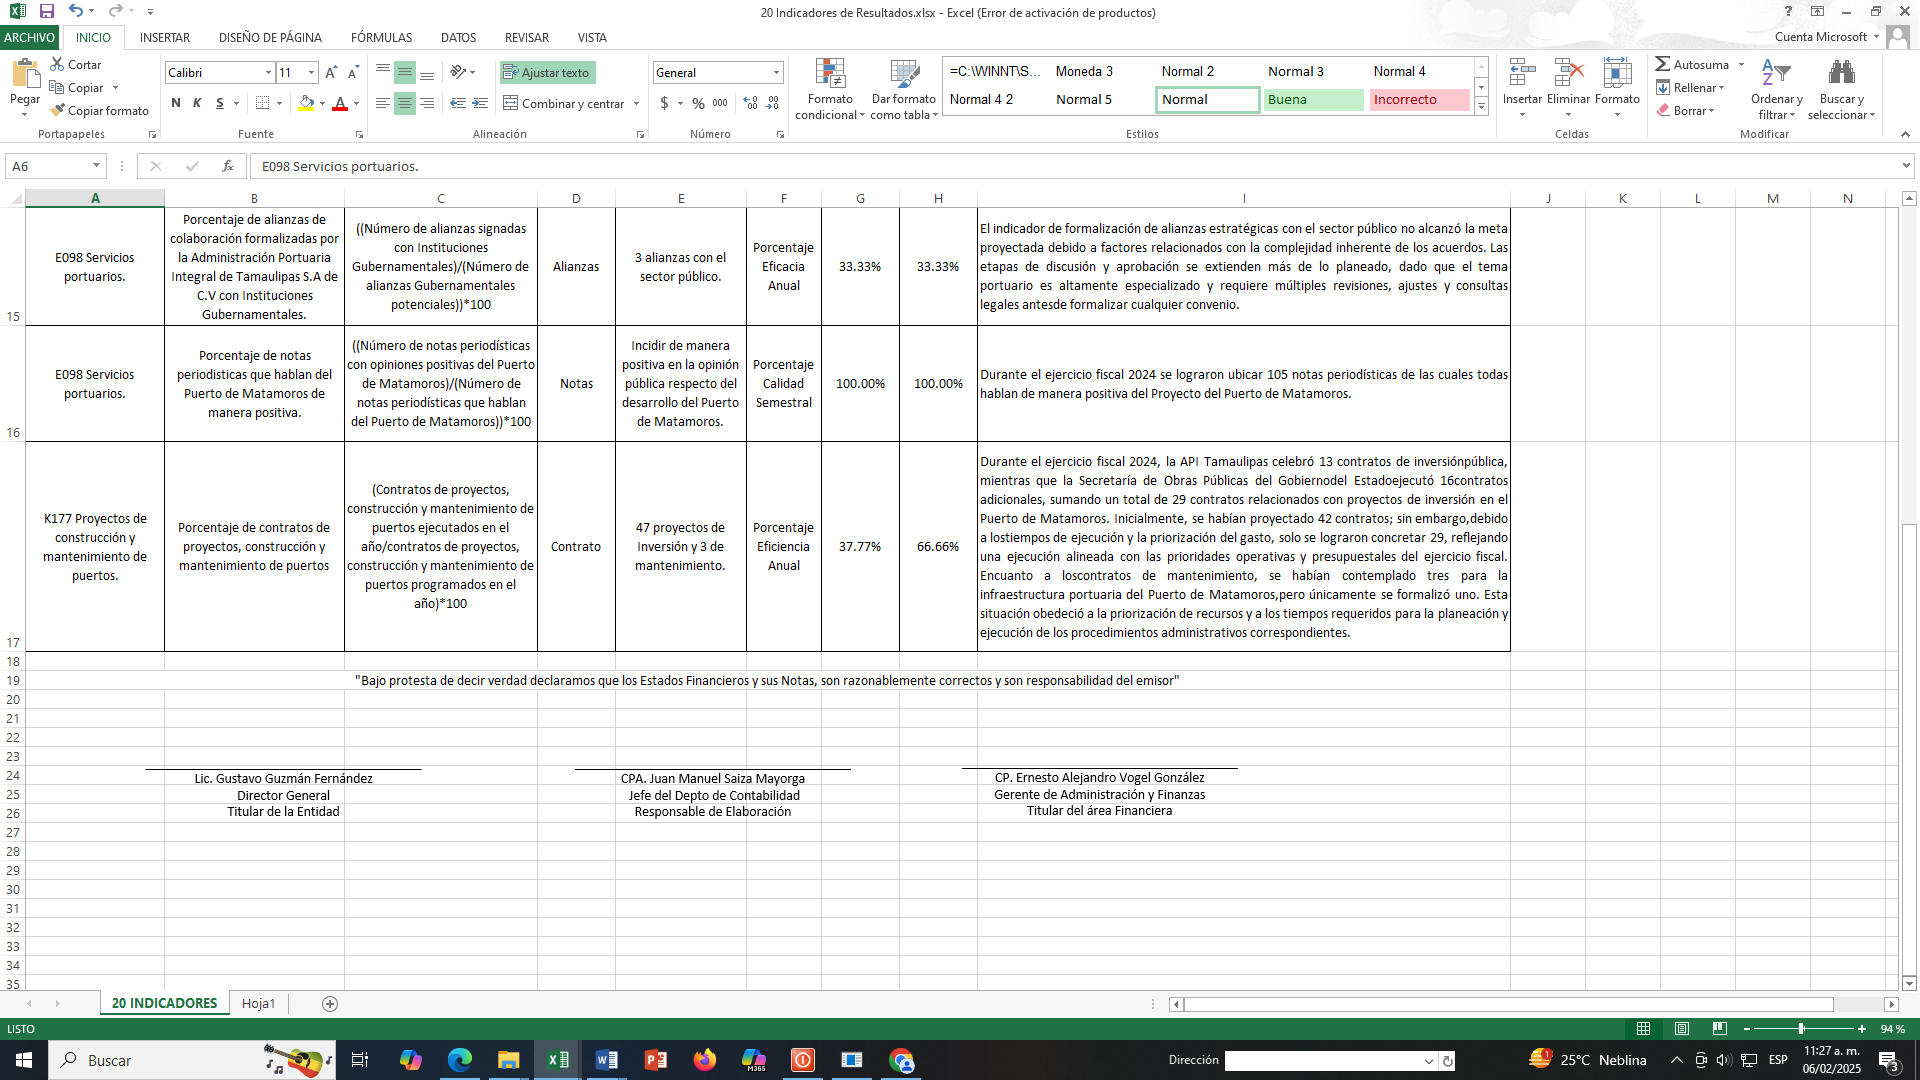 20 Indicadores de Resultados.xlsx - Excel (Error de activación de productos)
ARCHIVO INICIO INSERTAR DISEÑO DE PÁGINA FÓRMULAS DATOS REVISAR VISTA Cuenta Microsoft
Pegar
Cortar
Copiar
Copiar formato
Portapapeles
Calibri 11
N K S
Fuente
Ajustar texto
Combinar y centrar
Alineación
General
$ % 000
Número
Formato condicional
Dar formato como tabla
=C:\WINNT\S... Moneda 3 Normal 2 Normal 3 Normal 4
Normal 4 2 Normal 5 Normal Buena Incorrecto
Estilos
Insertar Eliminar Formato
Celdas
Autosuma
Rellenar
Borrar
Ordenar y filtrar
Buscar y seleccionar
Modificar
A6 fx E098 Servicios portuarios.
A B C D E F G H I J K L M N
15
E098 Servicios
portuarios.
Porcentaje de alianzas de
colaboración formalizadas por
la Administración Portuaria
Integral de Tamaulipas S.A de
C.V con Instituciones
Gubernamentales.
((Número de alianzas signadas
con Instituciones
Gubernamentales)/(Número de
alianzas Gubernamentales
potenciales))*100
Alianzas
3 alianzas con el
sector público.
Porcentaje
Eficacia
Anual
33.33%
33.33%
El indicador de formalización de alianzas estratégicas con el sector público no alcanzó la meta
proyectada debido a factores relacionados con la complejidad inherente de los acuerdos. Las
etapas de discusión y aprobación se extienden más de lo planeado, dado que el tema
portuario es altamente especializado y requiere múltiples revisiones, ajustes y consultas
legales antesde formalizar cualquier convenio.
16
E098 Servicios
portuarios.
Porcentaje de notas
periodisticas que hablan del
Puerto de Matamoros de
manera positiva.
((Número de notas periodísticas
con opiniones positivas del Puerto
de Matamoros)/(Número de
notas periodísticas que hablan
del Puerto de Matamoros))*100
Notas
Incidir de manera
positiva en la opinión
pública respecto del
desarrollo del Puerto
de Matamoros.
Porcentaje
Calidad
Semestral
100.00%
100.00%
Durante el ejercicio fiscal 2024 se lograron ubicar 105 notas periodísticas de las cuales todas
hablan de manera positiva del Proyecto del Puerto de Matamoros.
17
K177 Proyectos de
construcción y
mantenimiento de
puertos.
Porcentaje de contratos de
proyectos, construcción y
mantenimiento de puertos
(Contratos de proyectos,
construcción y mantenimiento de
puertos ejecutados en el
año/contratos de proyectos,
construcción y mantenimiento de
puertos programados en el
año)*100
Contrato
47 proyectos de
Inversión y 3 de
mantenimiento.
Porcentaje
Eficiencia
Anual
37.77%
66.66%
Durante el ejercicio fiscal 2024, la API Tamaulipas celebró 13 contratos de inversiónpública,
mientras que la Secretaría de Obras Públicas del Gobiernodel Estadoejecutó 16contratos
adicionales, sumando un total de 29 contratos relacionados con proyectos de inversión en el
Puerto de Matamoros. Inicialmente, se habían proyectado 42 contratos; sin embargo,debido
a lostiempos de ejecución y la priorización del gasto, solo se lograron concretar 29, reflejando
una ejecución alineada con las prioridades operativas y presupuestales del ejercicio fiscal.
Encuanto a loscontratos de mantenimiento, se habían contemplado tres para la
infraestructura portuaria del Puerto de Matamoros,pero únicamente se formalizó uno. Esta
situación obedeció a la priorización de recursos y a los tiempos requeridos para la planeación y
ejecución de los procedimientos administrativos correspondientes.
18
19 "Bajo protesta de decir verdad declaramos que los Estados Financieros y sus Notas, son razonablemente correctos y son responsabilidad del emisor"
20
21
22
23
24 Lic. Gustavo Guzmán Fernández CPA. Juan Manuel Saiza Mayorga CP. Ernesto Alejandro Vogel González
25 Director General Jefe del Depto de Contabilidad Gerente de Administración y Finanzas
26 Titular de la Entidad Responsable de Elaboración Titular del área Financiera
27
28
29
30
31
32
33
34
35
20 INDICADORES Hoja1
LISTO 94 %
Buscar Dirección 25°C Neblina ESP 11:27 a. m.
06/02/2025